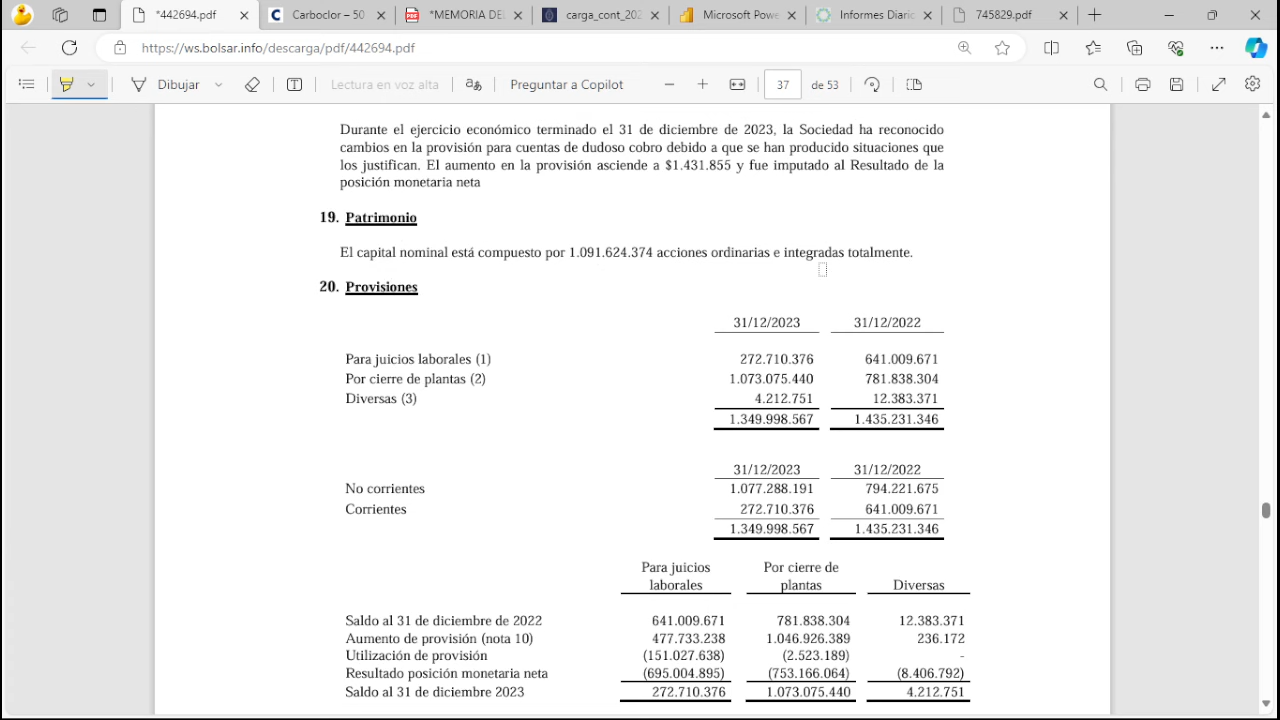 *442694.pdf
Carboclor – 50
*MEMORIA DE
carga_cont_202
Microsoft Powe
Informes Diario
745829.pdf
https://ws.bolsar.info/descarga/pdf/442694.pdf
Dibujar
Lectura en voz alta
Preguntar a Copilot
37 de 53
Durante el ejercicio económico terminado el 31 de diciembre de 2023, la Sociedad ha reconocido
cambios en la provisión para cuentas de dudoso cobro debido a que se han producido situaciones que
los justifican. El aumento en la provisión asciende a $1.431.855 y fue imputado al Resultado de la
posición monetaria neta
19. Patrimonio
El capital nominal está compuesto por 1.091.624.374 acciones ordinarias e integradas totalmente.
20. Provisiones
31/12/2023 31/12/2022
Para juicios laborales (1) 272.710.376 641.009.671
Por cierre de plantas (2) 1.073.075.440 781.838.304
Diversas (3) 4.212.751 12.383.371
1.349.998.567 1.435.231.346
31/12/2023 31/12/2022
No corrientes 1.077.288.191 794.221.675
Corrientes 272.710.376 641.009.671
1.349.998.567 1.435.231.346
Para juicios Por cierre de
laborales plantas Diversas
Saldo al 31 de diciembre de 2022 641.009.671 781.838.304 12.383.371
Aumento de provisión (nota 10) 477.733.238 1.046.926.389 236.172
Utilización de provisión (151.027.638) (2.523.189) -
Resultado posición monetaria neta (695.004.895) (753.166.064) (8.406.792)
Saldo al 31 de diciembre 2023 272.710.376 1.073.075.440 4.212.751